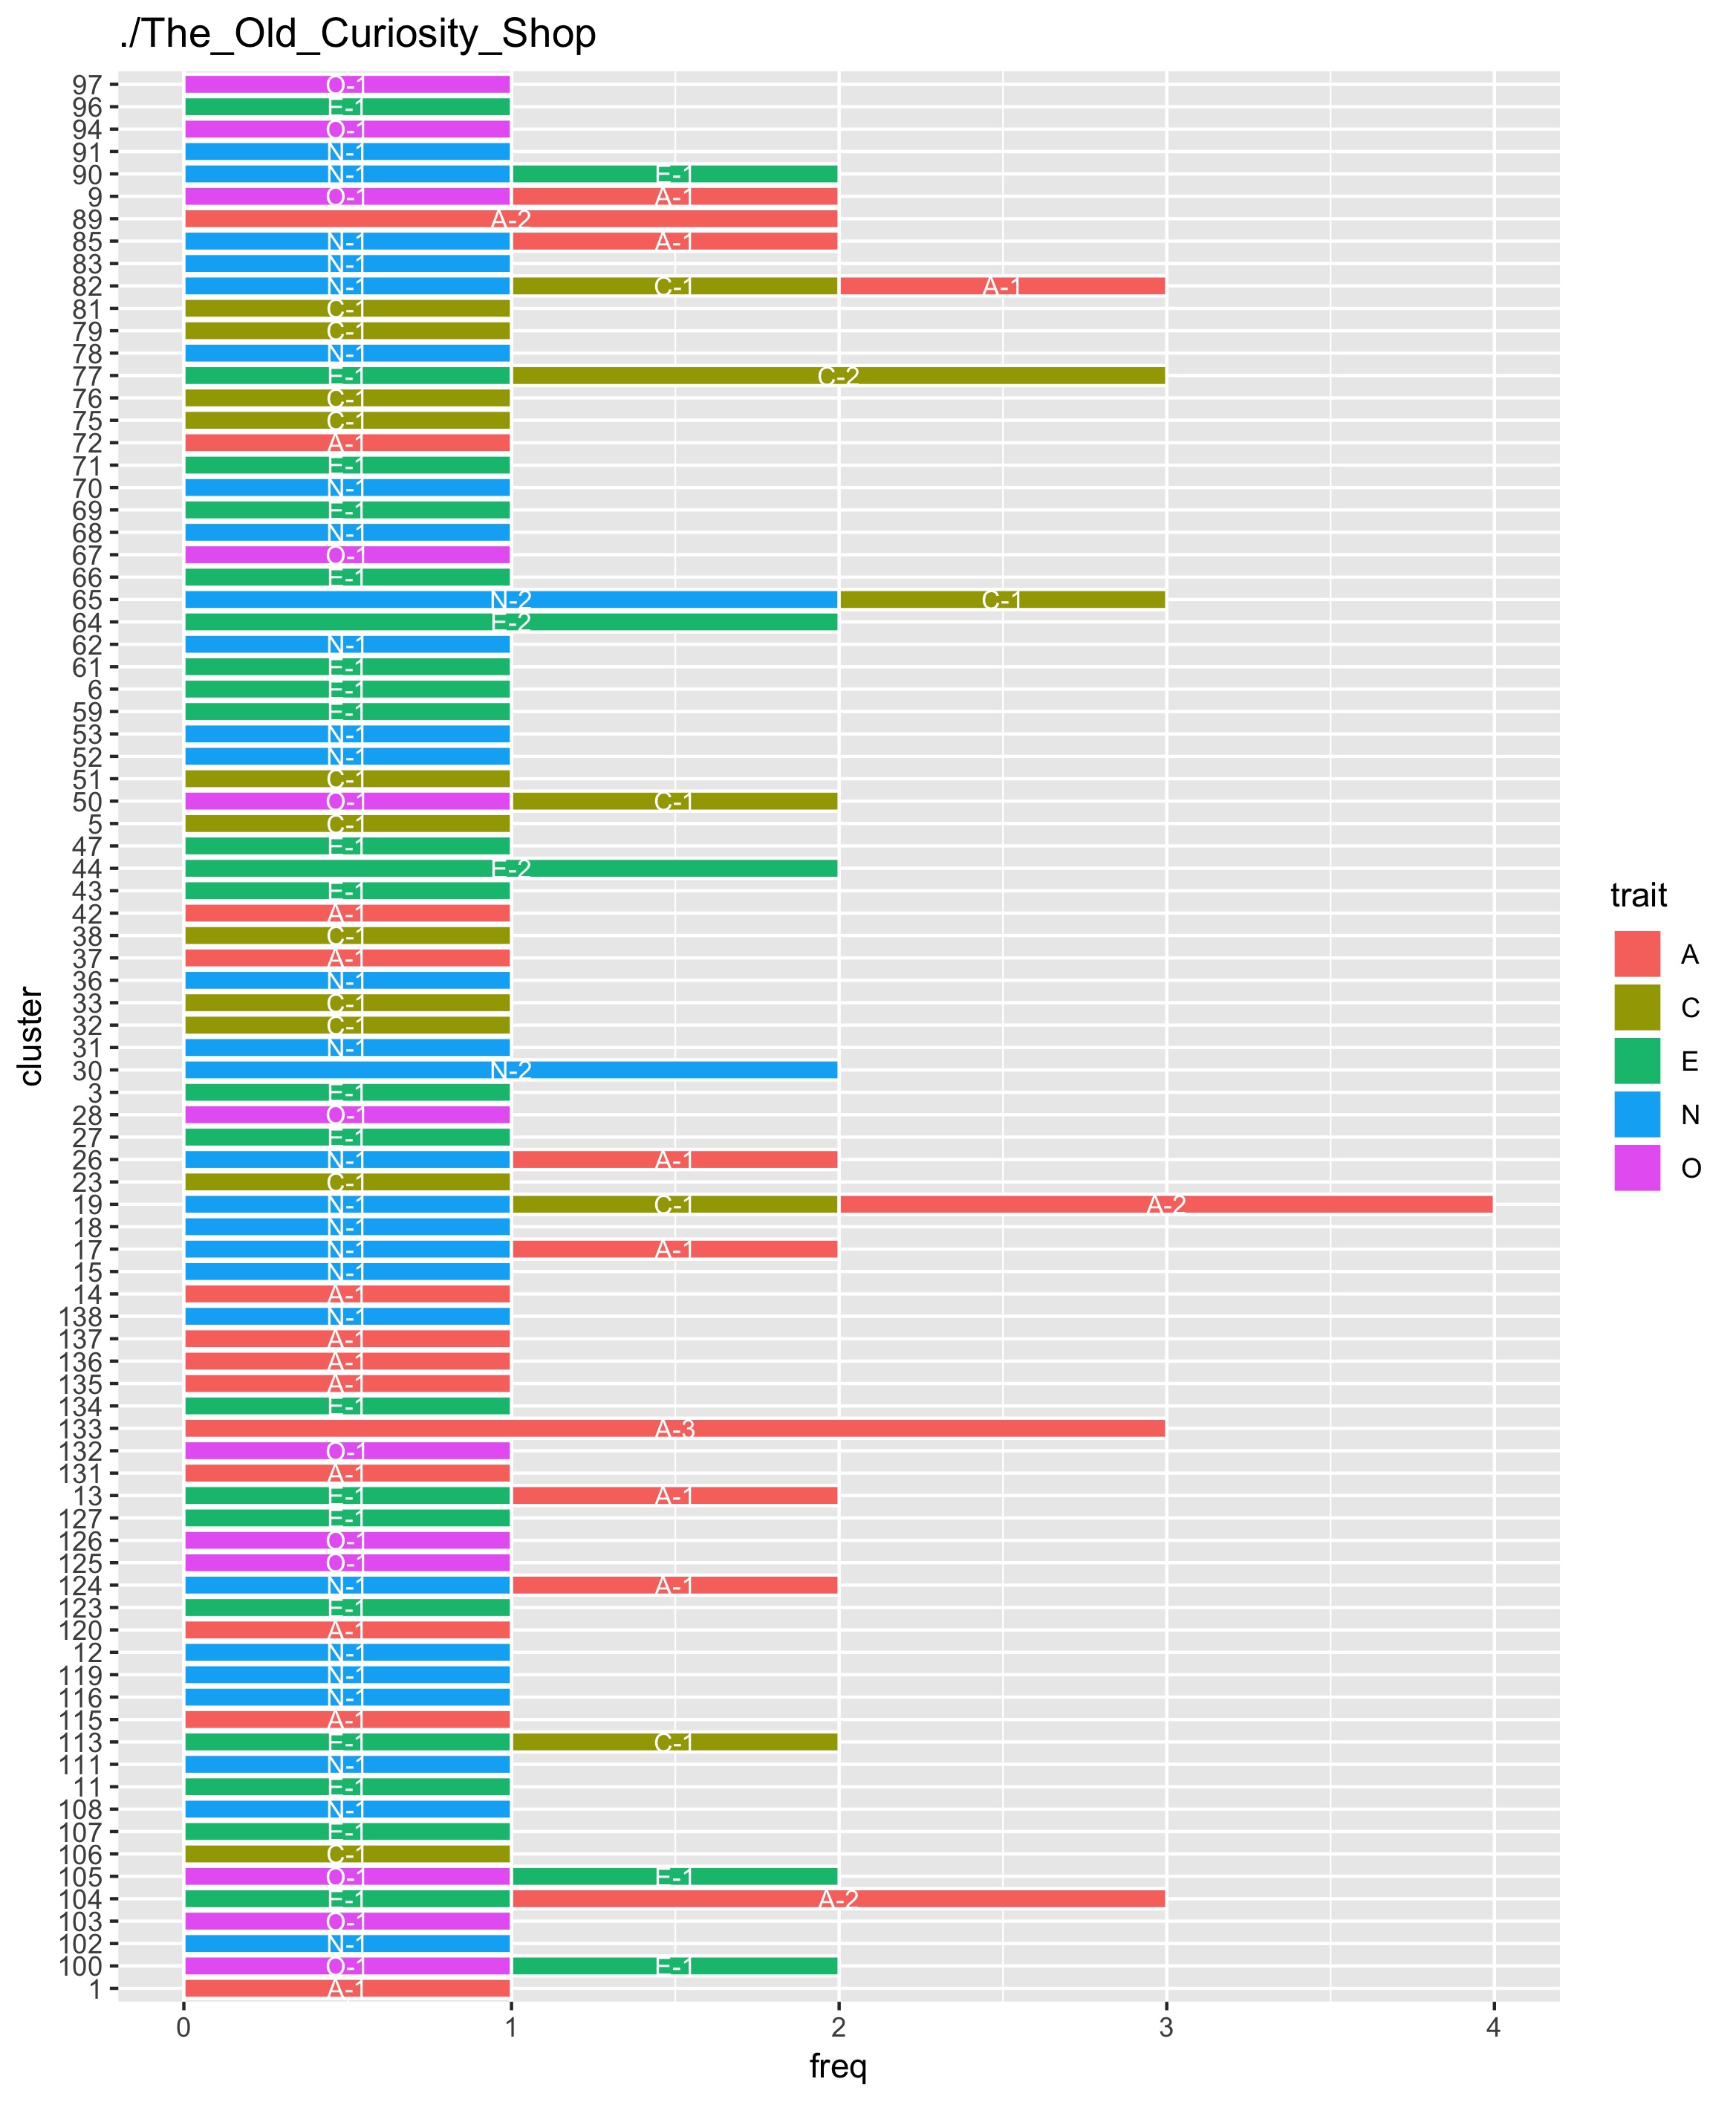 ./The_Old_Curiosity_Shop
97 O-1
96 E-1
94 O-1
91 N-1
90 N-1 E-1
9 O-1 A-1
89 A-2
85 N-1 A-1
83 N-1
82 N-1 C-1 A-1
81 C-1
79 C-1
78 N-1
77 E-1 C-2
76 C-1
75 C-1
72 A-1
71 E-1
70 N-1
69 E-1
68 N-1
67 O-1
66 E-1
65 N-2 C-1
64 E-2
62 N-1
61 E-1
6 E-1
59 E-1
53 N-1
52 N-1
51 C-1
50 O-1 C-1
5 C-1
47 E-1
44 E-2
43 E-1
42 A-1
38 C-1
37 A-1
36 N-1
33 C-1
32 C-1
31 N-1
30 N-2
3 E-1
28 O-1
27 E-1
26 N-1 A-1
23 C-1
19 N-1 C-1 A-2
18 N-1
17 N-1 A-1
15 N-1
14 A-1
138 N-1
137 A-1
136 A-1
135 A-1
134 E-1
133 A-3
132 O-1
131 A-1
13 E-1 A-1
127 E-1
126 O-1
125 O-1
124 N-1 A-1
123 E-1
120 A-1
12 N-1
119 N-1
116 N-1
115 A-1
113 E-1 C-1
111 N-1
11 E-1
108 N-1
107 E-1
106 C-1
105 O-1 E-1
104 E-1 A-2
103 O-1
102 N-1
100 O-1 E-1
1 A-1
0 1 2 3 4
freq
cluster
trait
A
C
E
N
O